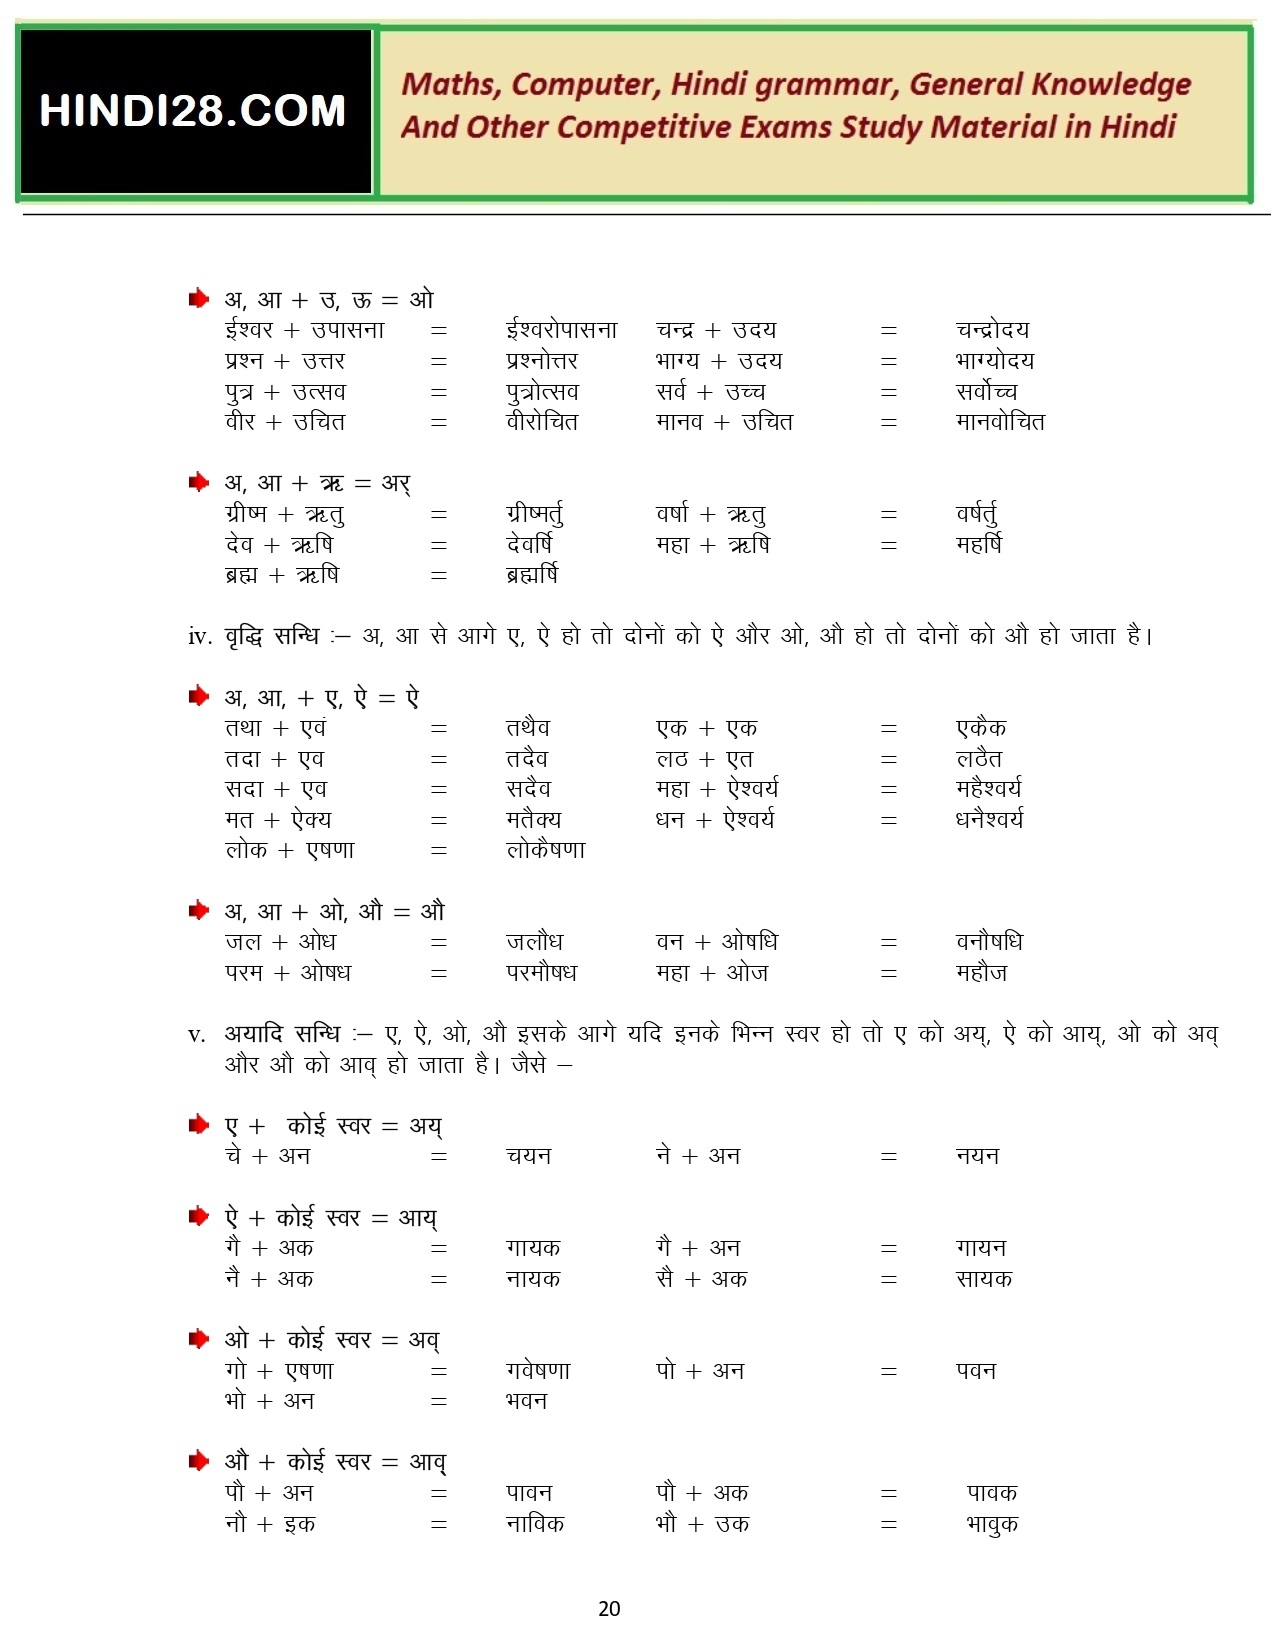 HINDI28.COM
Maths, Computer, Hindi grammar, General Knowledge
And Other Competitive Exams Study Material in Hindi
अ, आ + उ, ऊ = ओ
ईश्वर + उपासना = ईश्वरोपासना चन्द्र + उदय = चन्द्रोदय
प्रश्न + उत्तर = प्रश्नोत्तर भाग्य + उदय = भाग्योदय
पुत्र + उत्सव = पुत्रोत्सव सर्व + उच्च = सर्वोच्च
वीर + उचित = वीरोचित मानव + उचित = मानवोचित
अ, आ + ऋ = अर्
ग्रीष्म + ऋतु = ग्रीष्मर्तु वर्षा + ऋतु = वर्षर्तु
देव + ऋषि = देवर्षि महा + ऋषि = महर्षि
ब्रह्म + ऋषि = ब्रह्मर्षि
iv. वृद्धि सन्धि :– अ, आ से आगे ए, ऐ हो तो दोनों को ऐ और ओ, औ हो तो दोनों को औ हो जाता है।
अ, आ, + ए, ऐ = ऐ
तथा + एवं = तथैव एक + एक = एकैक
तदा + एव = तदैव लठ + एत = लठैत
सदा + एव = सदैव महा + ऐश्वर्य = महैश्वर्य
मत + ऐक्य = मतैक्य धन + ऐश्वर्य = धनैश्वर्य
लोक + एषणा = लोकैषणा
अ, आ + ओ, औ = औ
जल + ओध = जलौध वन + ओषधि = वनौषधि
परम + ओषध = परमौषध महा + ओज = महौज
v. अयादि सन्धि :– ए, ऐ, ओ, औ इसके आगे यदि इनके भिन्न स्वर हो तो ए को अय्, ऐ को आय्, ओ को अव्
और औ को आव् हो जाता है। जैसे –
ए + कोई स्वर = अय्
चे + अन = चयन ने + अन = नयन
ऐ + कोई स्वर = आय्
गै + अक = गायक गै + अन = गायन
नै + अक = नायक सै + अक = सायक
ओ + कोई स्वर = अव्
गो + एषणा = गवेषणा पो + अन = पवन
भो + अन = भवन
औ + कोई स्वर = आव्
पौ + अन = पावन पौ + अक = पावक
नौ + इक = नाविक भौ + उक = भावुक
20